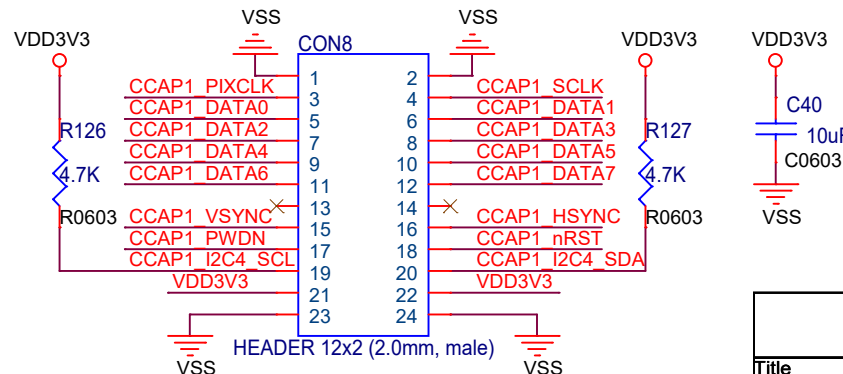 VSS VSS
VDD3V3 CON8 VDD3V3 VDD3V3
1 2
CCAP1_PIXCLK 3 4 CCAP1_SCLK
CCAP1_DATA0 5 6 CCAP1_DATA1
C40
R126 CCAP1_DATA2 7 8 CCAP1_DATA3 R127
10uF
CCAP1_DATA4 9 10 CCAP1_DATA5
C0603
4.7K CCAP1_DATA6 11 12 CCAP1_DATA7 4.7K
13 14
R0603 CCAP1_VSYNC 15 16 CCAP1_HSYNC R0603
VSS
CCAP1_PWDN 17 18 CCAP1_nRST
CCAP1_I2C4_SCL 19 20 CCAP1_I2C4_SDA
VDD3V3 21 22 VDD3V3
23 24
HEADER 12x2 (2.0mm, male)
VSS VSS
Title